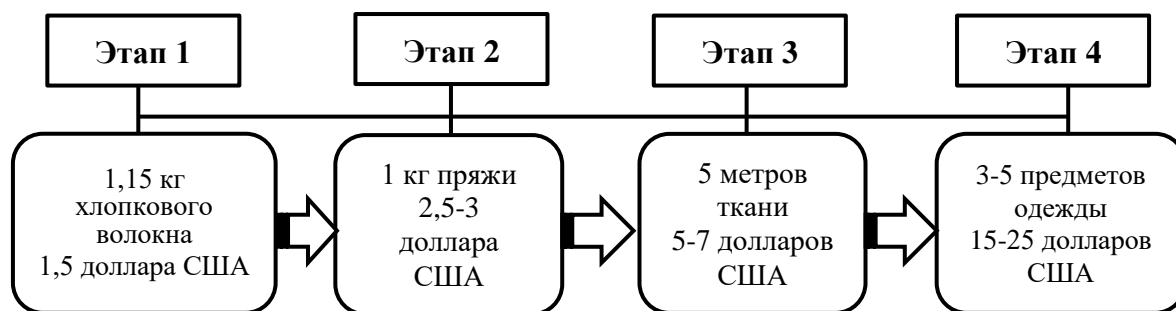 Этап 1
Этап 2
Этап 3
Этап 4
1,15 кг
хлопкового
волокна
1,5 доллара США
1 кг пряжи
2,5-3
доллара
США
5 метров
ткани
5-7 долларов
США
3-5 предметов
одежды
15-25 долларов
США